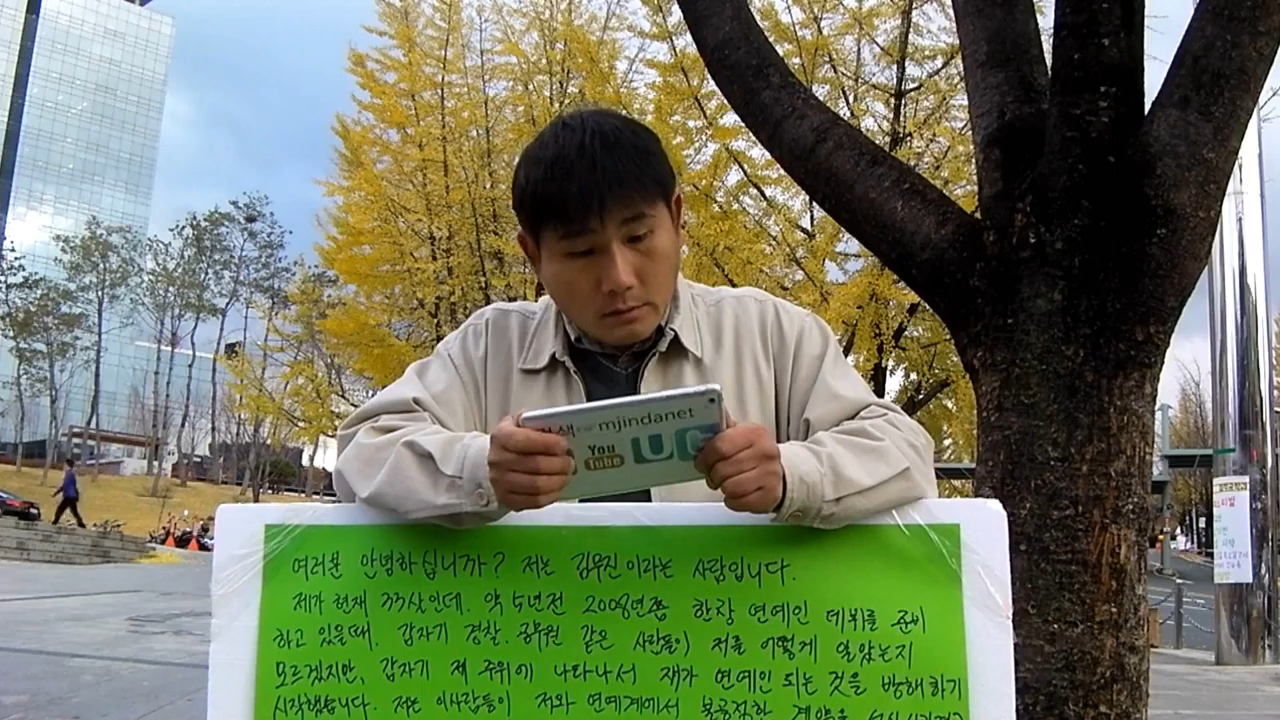 색 mjindanet
You
Tube
여러분 안녕하십니까? 저는 김무진이라는 사람입니다.
제가 현재 33살인데. 약 5년전 2008년쯤 한창 연예인 데뷔를 준비
하고 있을때. 갑자기 경찰. 공무원 같은 사람들이 저를 어떻게 알았는지
모르겠지만, 갑자기 제 주위에 나타나서 재가 연예인 되는 것을 방해하기
시작했습니다. 저는 이사람들이 저와 연예계에서 불공정한 계약을